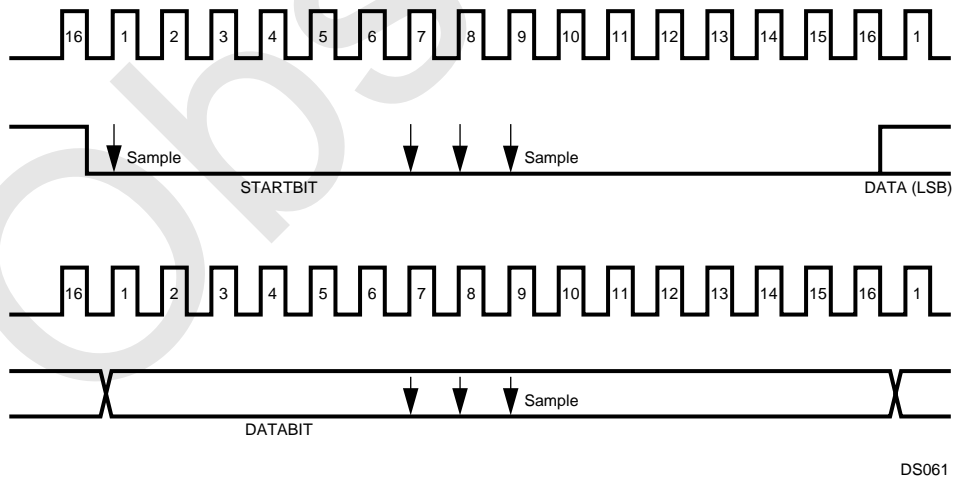 16 1 2 3 4 5 6 7 8 9 10 11 12 13 14 15 16 1
Sample Sample
STARTBIT DATA (LSB)
16 1 2 3 4 5 6 7 8 9 10 11 12 13 14 15 16 1
Sample
DATABIT
DS061
Obs